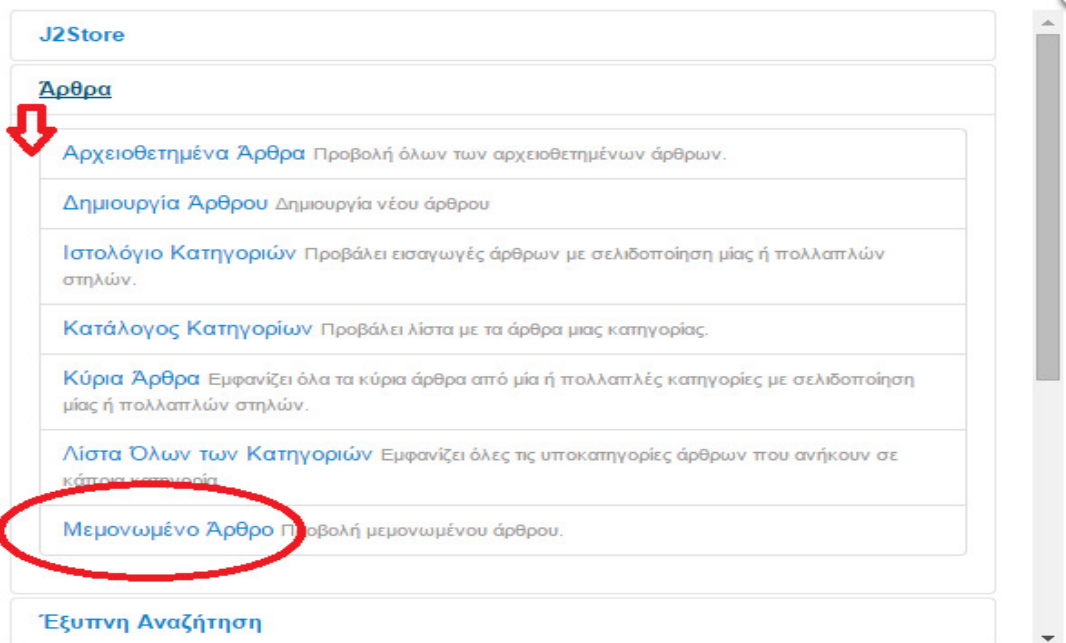 J2Store
Άρθρα
Αρχειοθετημένα Άρθρα Προβολή όλων των αρχειοθετημένων άρθρων.
Δημιουργία Άρθρου Δημιουργία νέου άρθρου
Ιστολόγιο Κατηγοριών Προβάλει εισαγωγές άρθρων με σελιδοποίηση μίας ή πολλαπλών
στηλών.
Κατάλογος Κατηγορίων Προβάλει λίστα με τα άρθρα μιας κατηγορίας.
Κύρια Άρθρα Εμφανίζει όλα τα κύρια άρθρα από μία ή πολλαπλές κατηγορίες με σελιδοποίηση
μίας ή πολλαπλών στηλών.
Λίστα Όλων των Κατηγοριών Εμφανίζει όλες τις υποκατηγορίες άρθρων που ανήκουν σε
κάποια κατηγορία.
Μεμονωμένο Άρθρο Προβολή μεμονωμένου άρθρου.
Έξυπνη Αναζήτηση